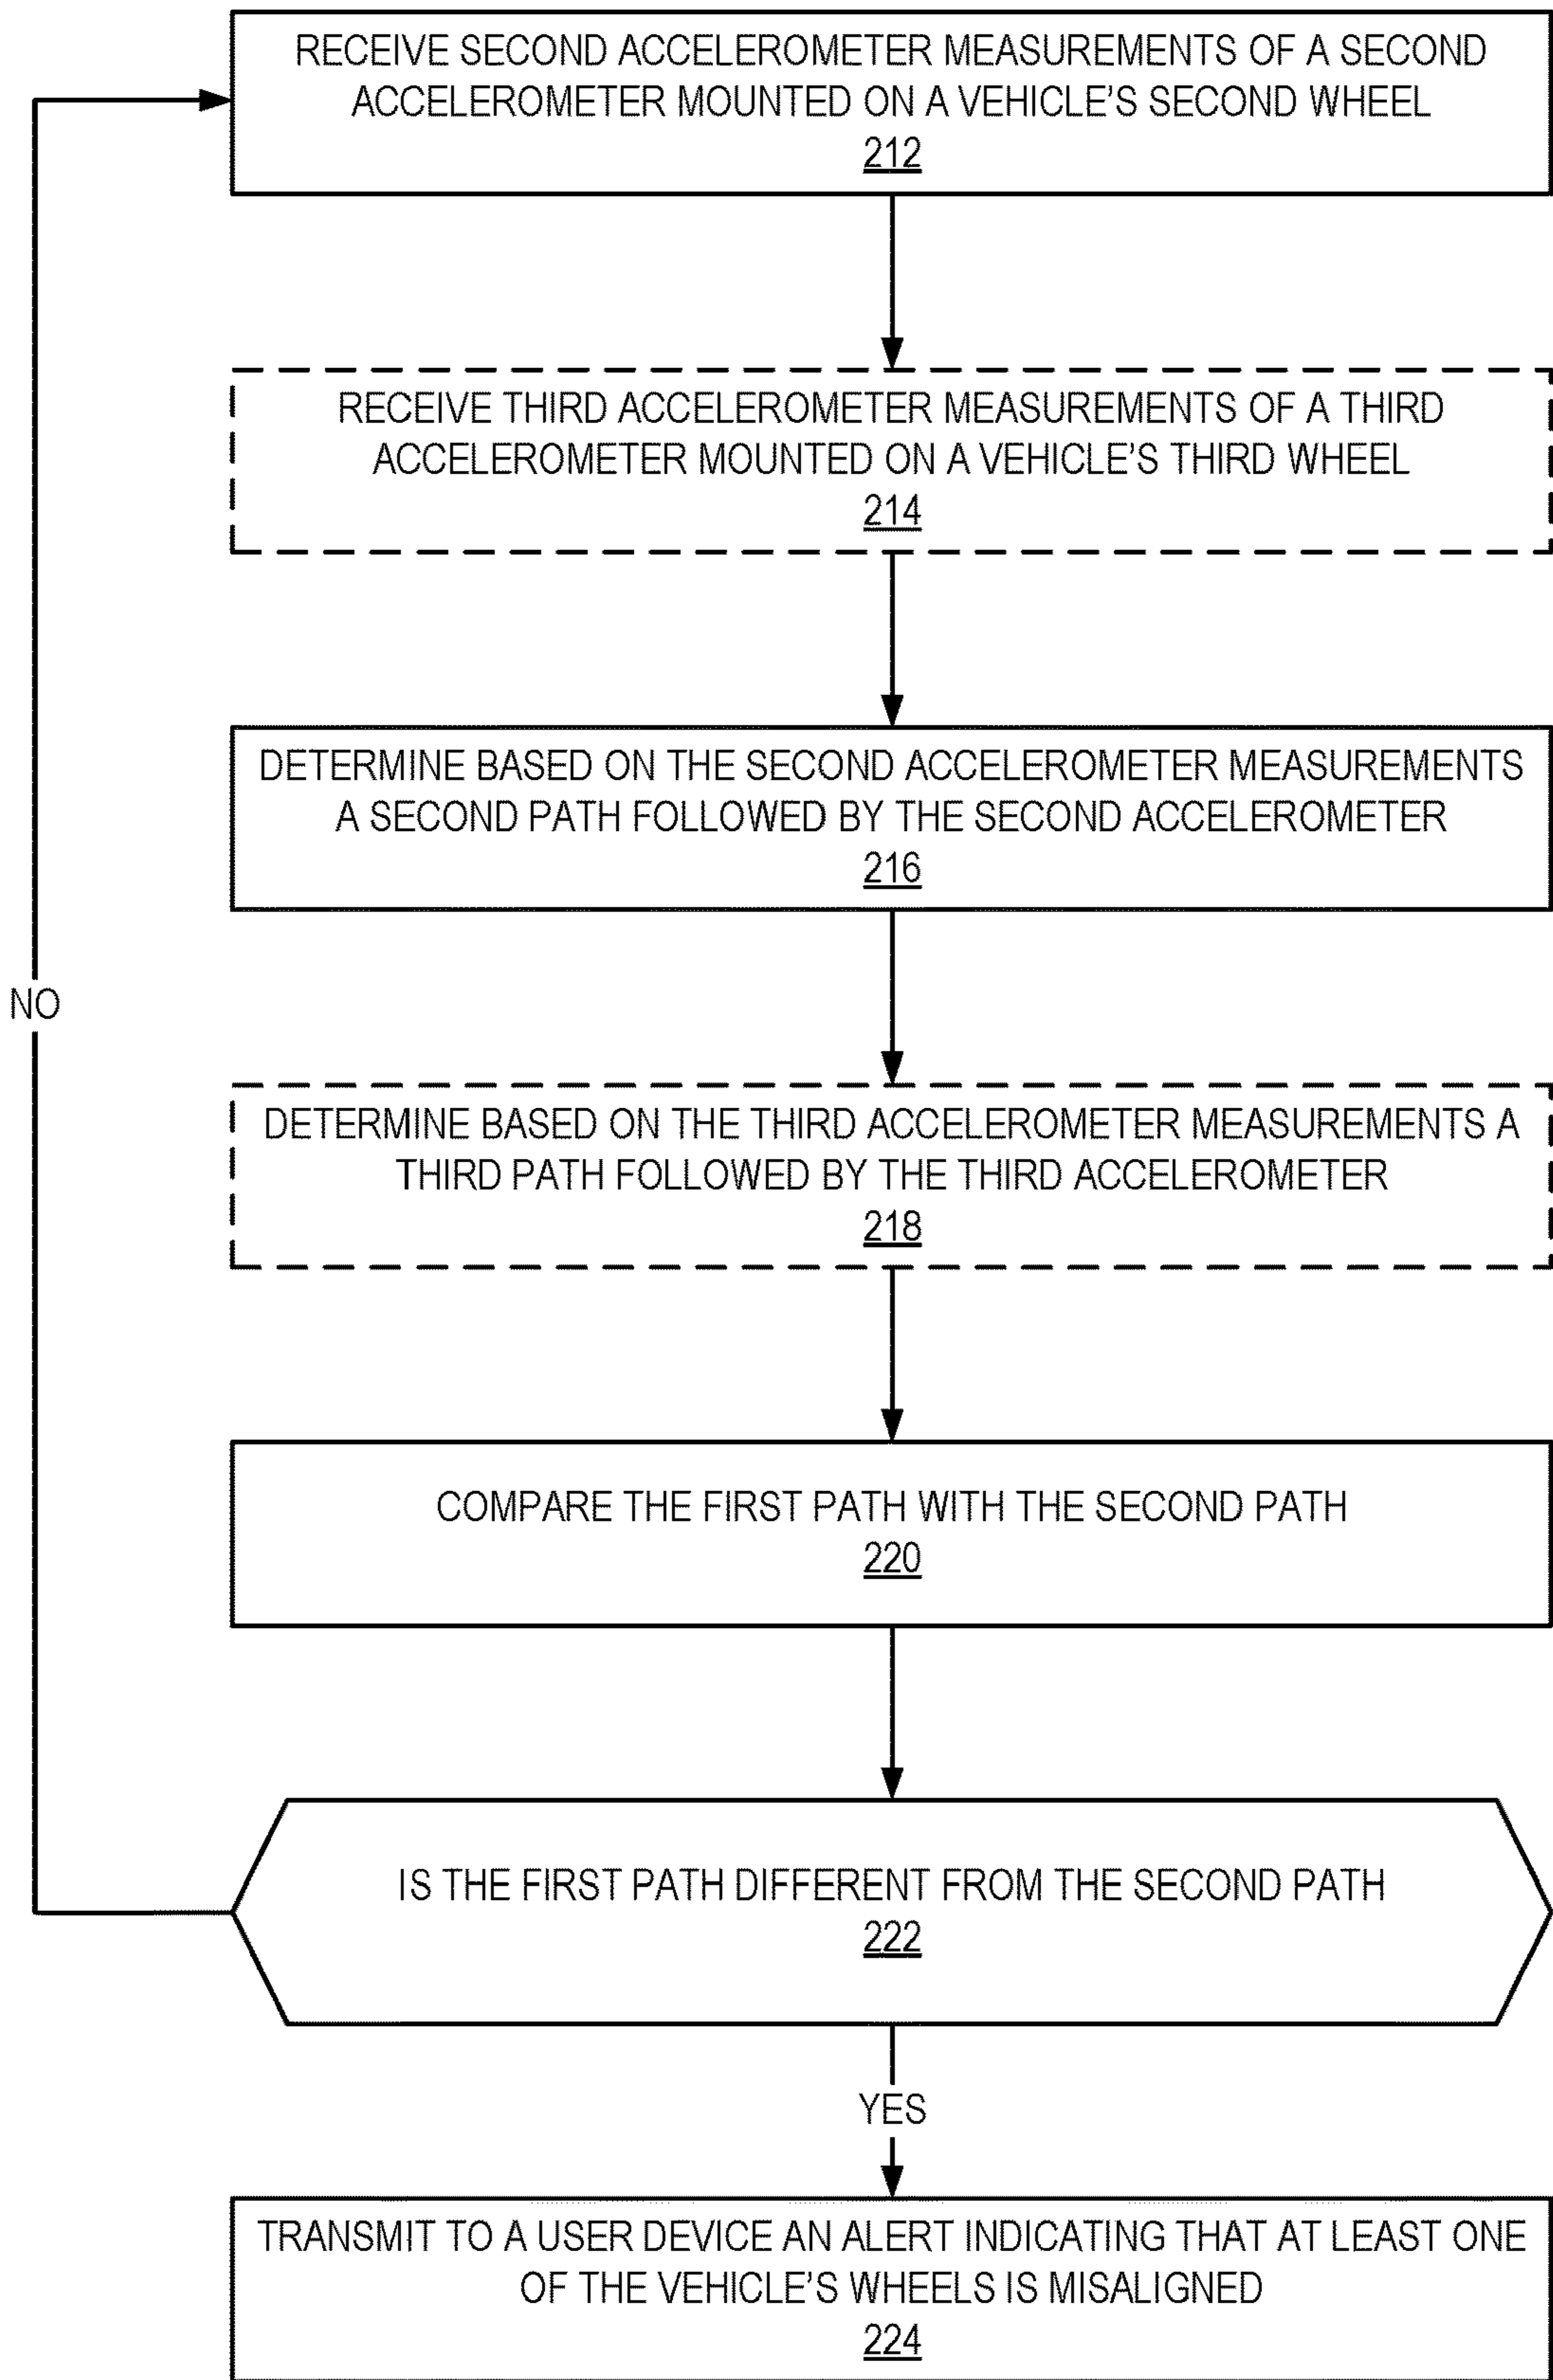 RECEIVE SECOND ACCELEROMETER MEASUREMENTS OF A SECOND
ACCELEROMETER MOUNTED ON A VEHICLE'S SECOND WHEEL
212
RECEIVE THIRD ACCELEROMETER MEASUREMENTS OF A THIRD
ACCELEROMETER MOUNTED ON A VEHICLE'S THIRD WHEEL
214
DETERMINE BASED ON THE SECOND ACCELEROMETER MEASUREMENTS
A SECOND PATH FOLLOWED BY THE SECOND ACCELEROMETER
216
NO
DETERMINE BASED ON THE THIRD ACCELEROMETER MEASUREMENTS A
THIRD PATH FOLLOWED BY THE THIRD ACCELEROMETER
218
COMPARE THE FIRST PATH WITH THE SECOND PATH
220
IS THE FIRST PATH DIFFERENT FROM THE SECOND PATH
222
YES
TRANSMIT TO A USER DEVICE AN ALERT INDICATING THAT AT LEAST ONE
OF THE VEHICLE'S WHEELS IS MISALIGNED
224